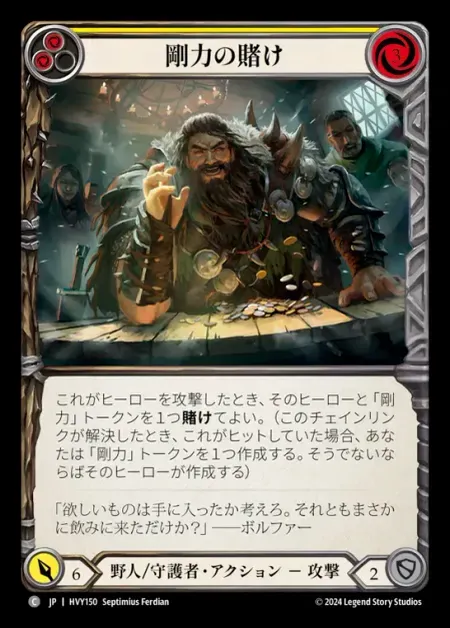 3
剛力の賭け
これがヒーローを攻撃したとき、そのヒーローと「剛
力」トークンを1つ賭けてよい。（このチェインリン
クが解決したとき、これがヒットしていた場合、あな
たは「剛力」トークンを1つ作成する。そうでないな
らばそのヒーローが作成する）
「欲しいものは手に入ったか考えろ。それともまさか
に飲みに来ただけか？」——ボルファー
6
野人/守護者・アクション － 攻撃
2
C JP | HVY150 Septimius Ferdian
© 2024 Legend Story Studios